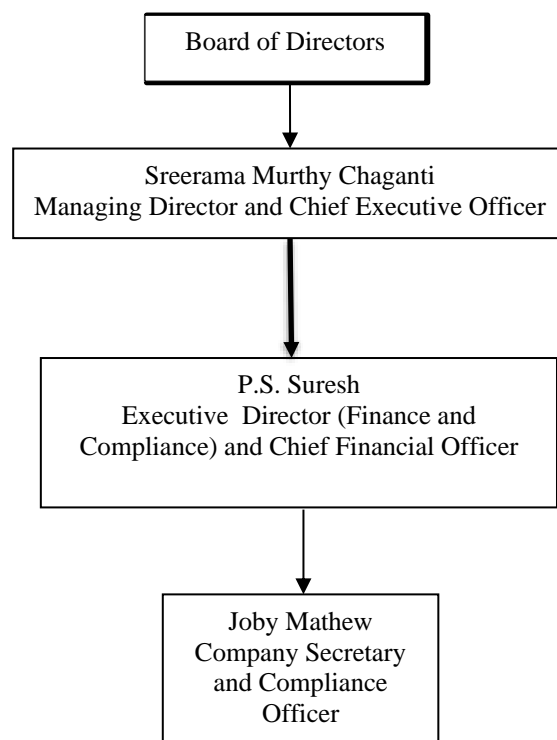 Board of Directors
Sreerama Murthy Chaganti
Managing Director and Chief Executive Officer
P.S. Suresh
Executive Director (Finance and
Compliance) and Chief Financial Officer
Joby Mathew
Company Secretary
and Compliance
Officer